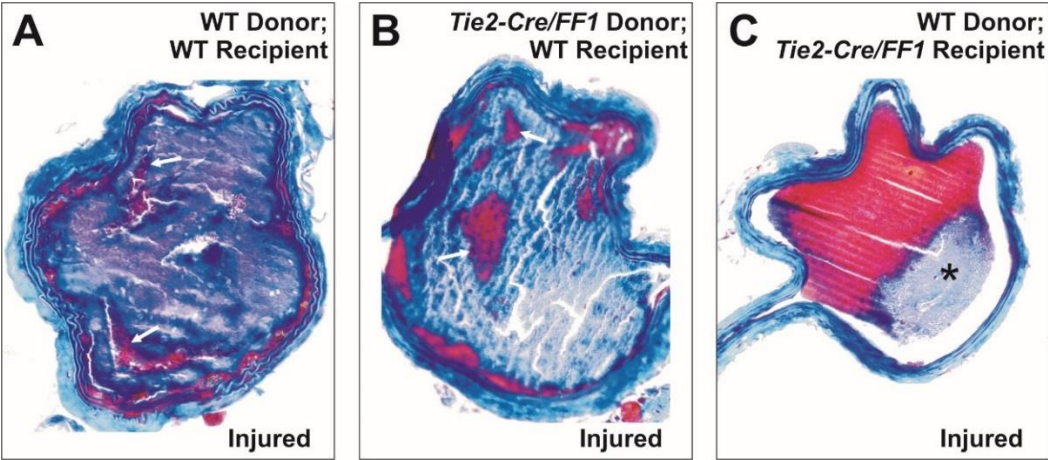 A
WT Donor;
WT Recipient
Injured
B
Tie2-Cre/FF1 Donor;
WT Recipient
Injured
C
WT Donor;
Tie2-Cre/FF1 Recipient
*
Injured